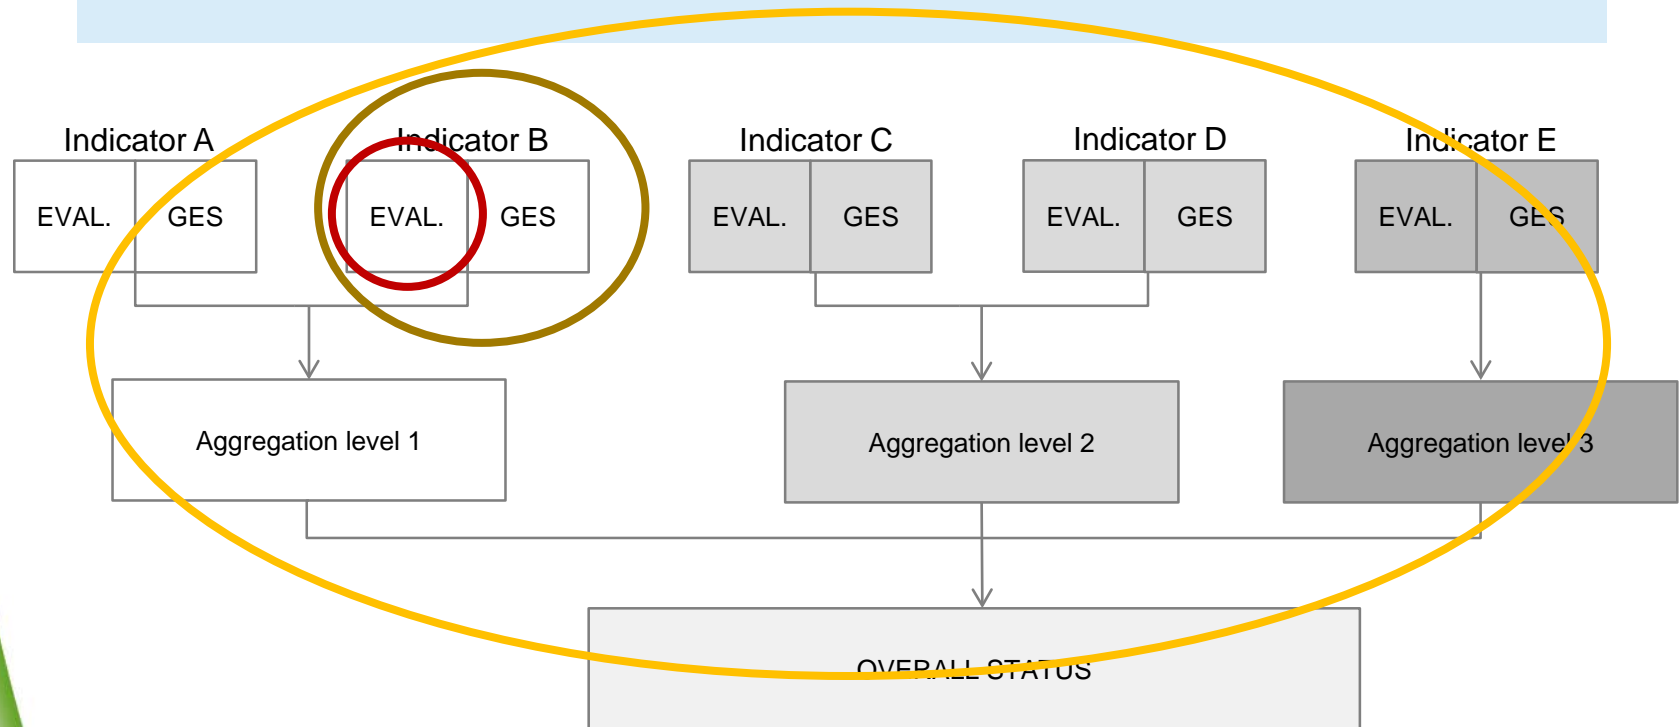 Indicator A
Indicator B
Indicator C
Indicator D
Indicator E
EVAL.
GES
EVAL.
GES
EVAL.
GES
EVAL.
GES
EVAL.
GES
Aggregation level 1
Aggregation level 2
Aggregation level 3
OVERALL STATUS